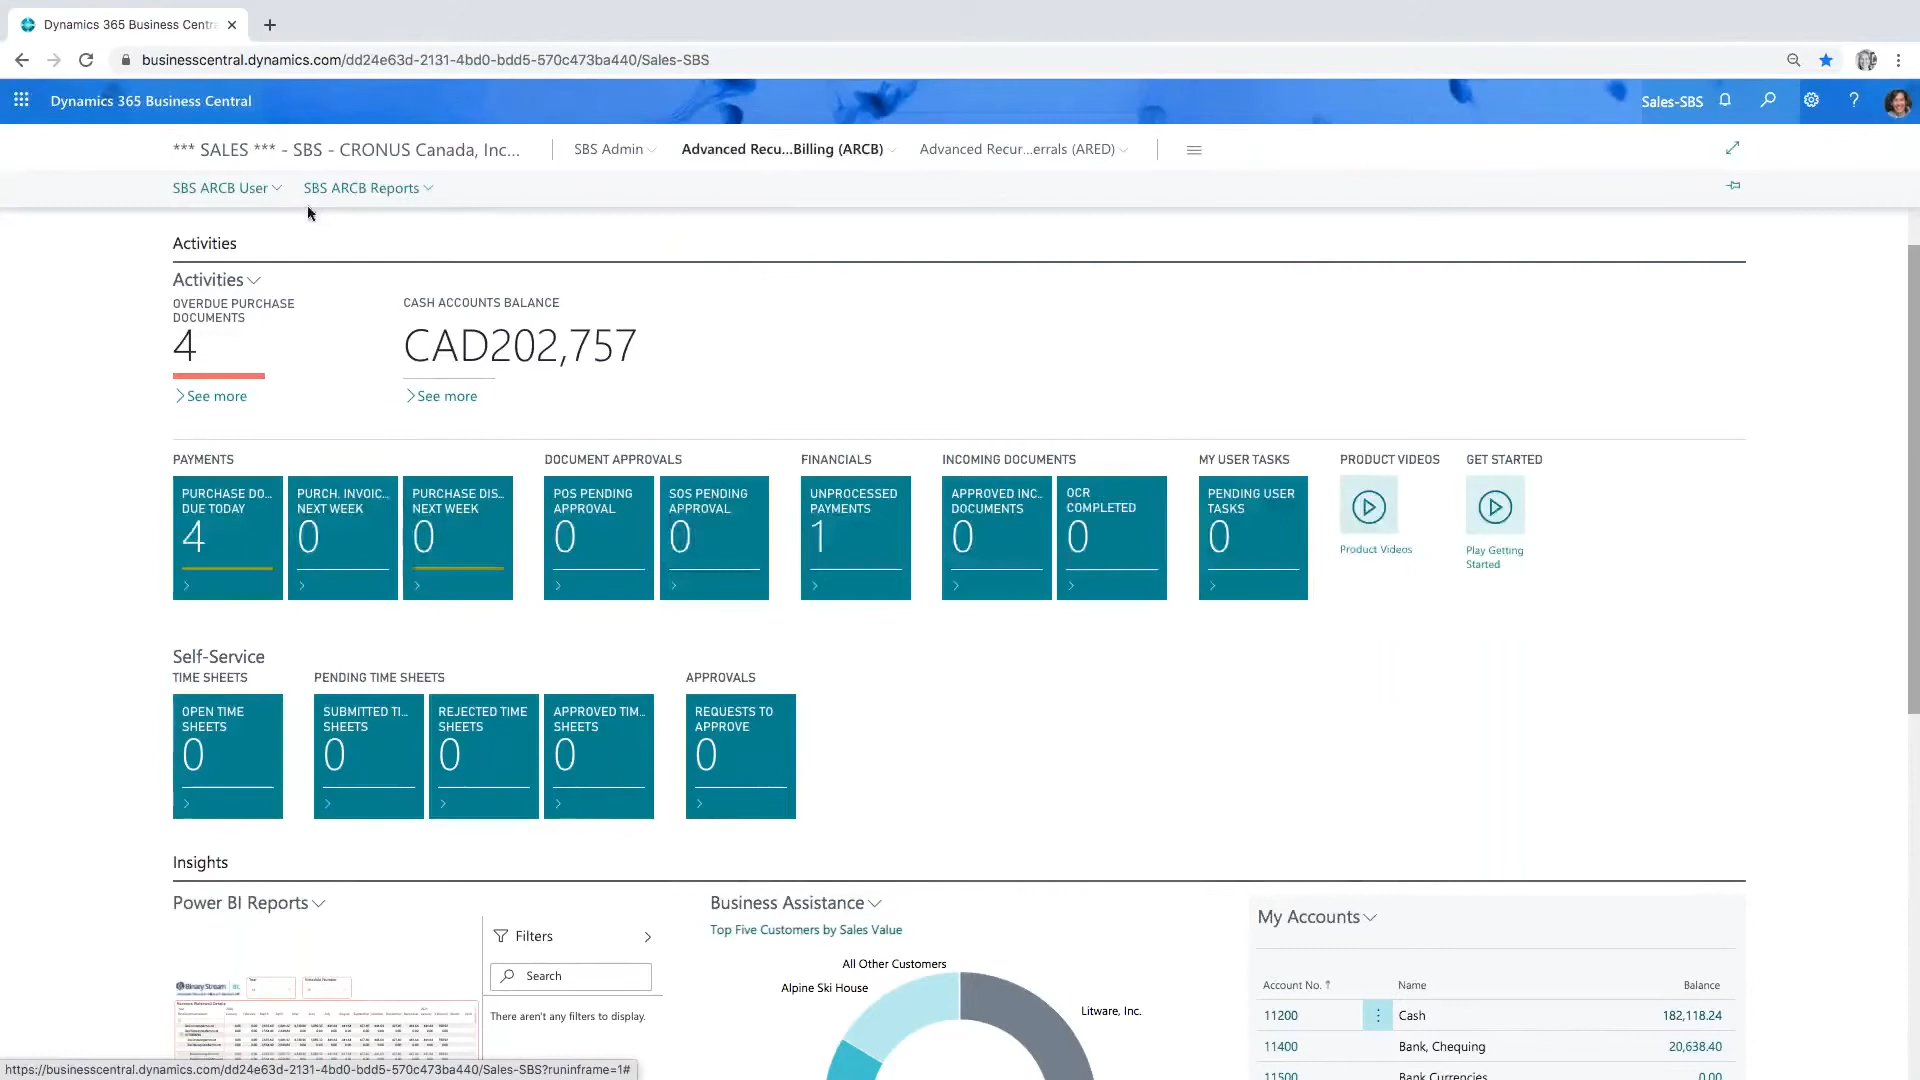 Dynamics 365 Business Centr
businesscentral.dynamics.com/dd24e63d-2131-4bd0-bdd5-570c473ba440/Sales-SBS
Dynamics 365 Business Central
Sales-SBS
*** SALES *** - SBS - CRONUS Canada, Inc...
SBS Admin
Advanced Recu...Billing (ARCB)
Advanced Recur...errals (ARED)
SBS ARCB User
SBS ARCB Reports
Activities
Activities
OVERDUE PURCHASE
DOCUMENTS
4
See more
CASH ACCOUNTS BALANCE
CAD202,757
See more
PAYMENTS
PURCHASE DO...
DUE TODAY
4
PURCH. INVOIC...
NEXT WEEK
0
PURCHASE DIS...
NEXT WEEK
0
DOCUMENT APPROVALS
POS PENDING
APPROVAL
0
SOS PENDING
APPROVAL
0
FINANCIALS
UNPROCESSED
PAYMENTS
1
INCOMING DOCUMENTS
APPROVED INC...
DOCUMENTS
0
OCR
COMPLETED
0
MY USER TASKS
PENDING USER
TASKS
0
PRODUCT VIDEOS
Product Videos
GET STARTED
Play Getting
Started
Self-Service
TIME SHEETS
OPEN TIME
SHEETS
0
PENDING TIME SHEETS
SUBMITTED TI...
SHEETS
0
REJECTED TIME
SHEETS
0
APPROVED TIM...
SHEETS
0
APPROVALS
REQUESTS TO
APPROVE
0
Insights
Power BI Reports
Binary Stream
Filters
Search
There aren't any filters to display.
Business Assistance
Top Five Customers by Sales Value
All Other Customers
Alpine Ski House
Litware, Inc.
My Accounts
Account No. ↑ Name Balance
11200 Cash 182,118.24
11400 Bank, Chequing 20,638.40
11500 Bank Currencies 0.00
https://businesscentral.dynamics.com/dd24e63d-2131-4bd0-bdd5-570c473ba440/Sales-SBS?runinframe=1#